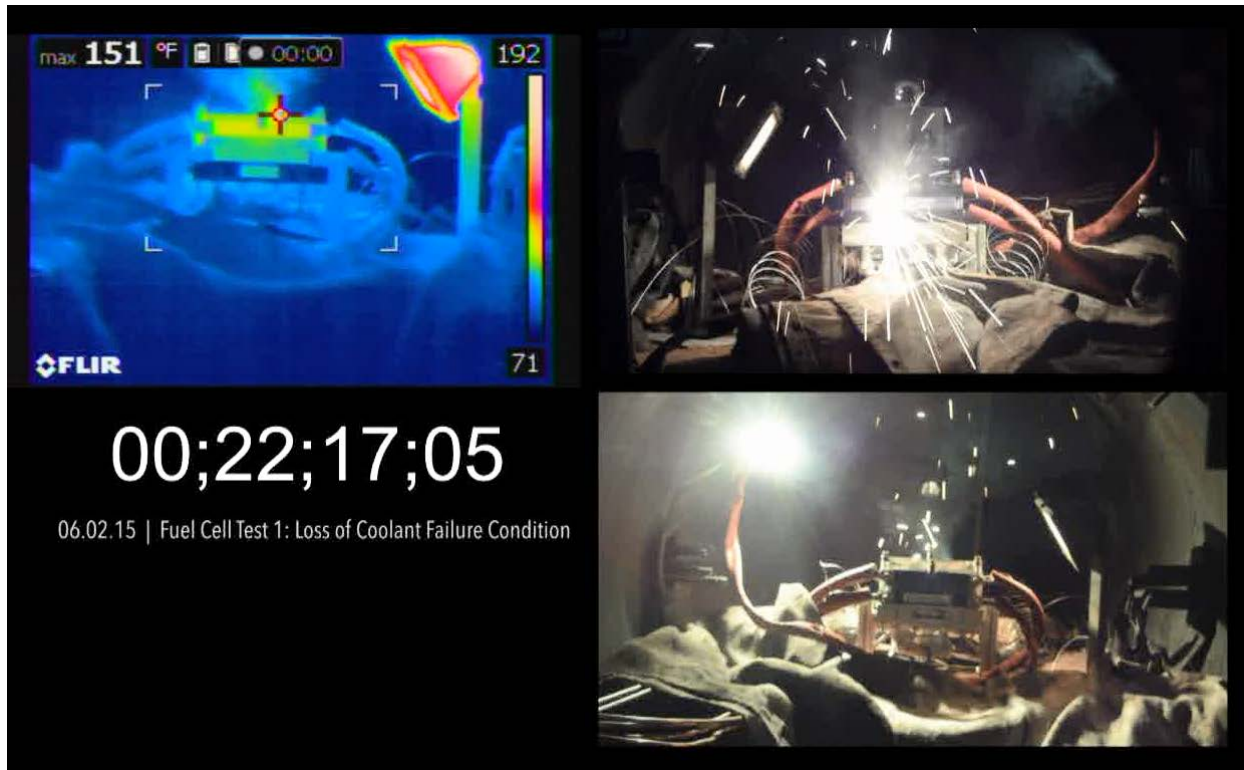 max 151 °F 00:00 192
FLIR 71
00;22;17;05
06.02.15 | Fuel Cell Test 1: Loss of Coolant Failure Condition